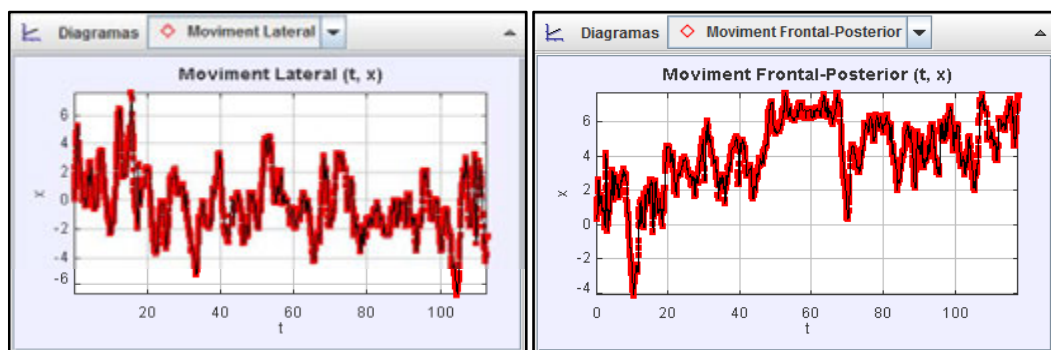 Diagramas Moviment Lateral
Moviment Lateral (t, x)
6
4
2
0
-2
-4
-6
x
20 40 60 80 100
t
Diagramas Moviment Frontal-Posterior
Moviment Frontal-Posterior (t, x)
6
4
2
0
-2
-4
x
0 20 40 60 80 100
t